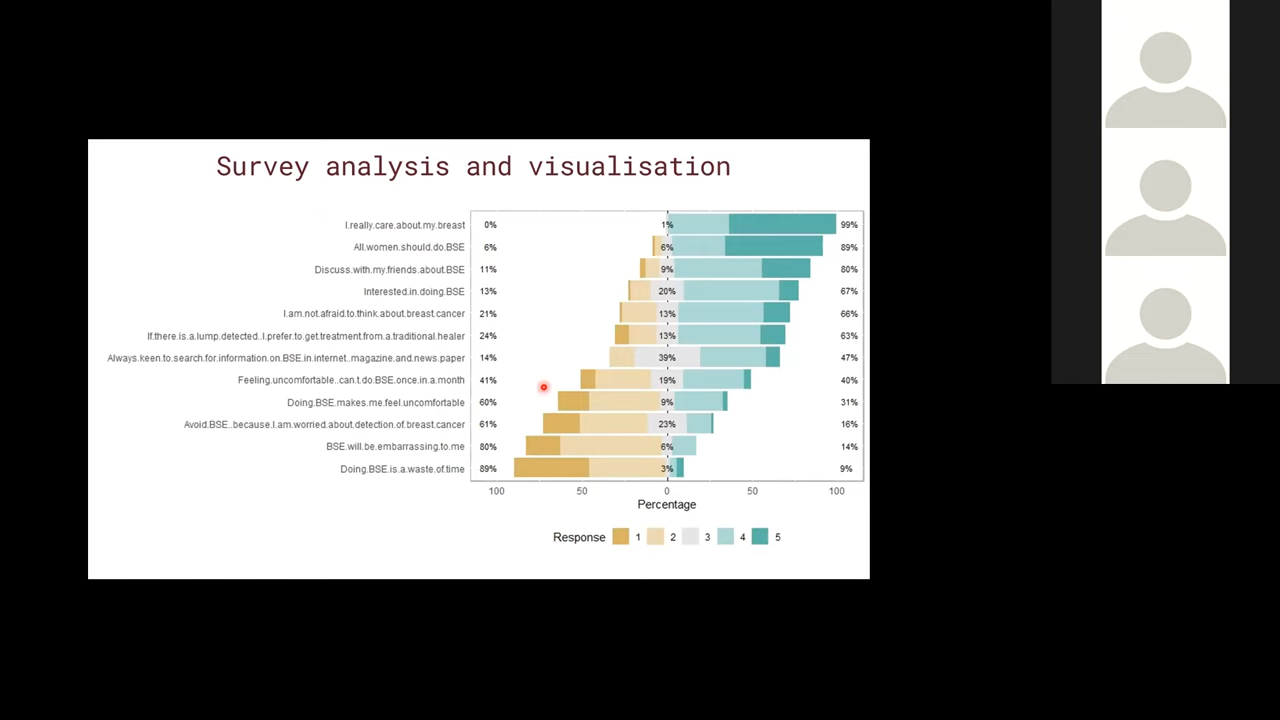 Survey analysis and visualisation
I.really.care.about.my.breast 0% 1% 99%
All.women.should.do.BSE 6% 6% 89%
Discuss.with.my.friends.about.BSE 11% 9% 80%
Interested.in.doing.BSE 13% 20% 67%
I.am.not.afraid.to.think.about.breast.cancer 21% 13% 66%
If.there.is.a.lump.detected..I.prefer.to.get.treatment.from.a.traditional.healer 24% 13% 63%
Always.keen.to.search.for.information.on.BSE.in.internet..magazine.and.news.paper 14% 39% 47%
Feeling.uncomfortable..can.t.do.BSE.once.in.a.month 41% 19% 40%
Doing.BSE.makes.me.feel.uncomfortable 60% 9% 31%
Avoid.BSE..because.I.am.worried.about.detection.of.breast.cancer 61% 23% 16%
BSE.will.be.embarrassing.to.me 80% 6% 14%
Doing.BSE.is.a.waste.of.time 89% 3% 9%
100 50 0 50 100
Percentage
Response 1 2 3 4 5